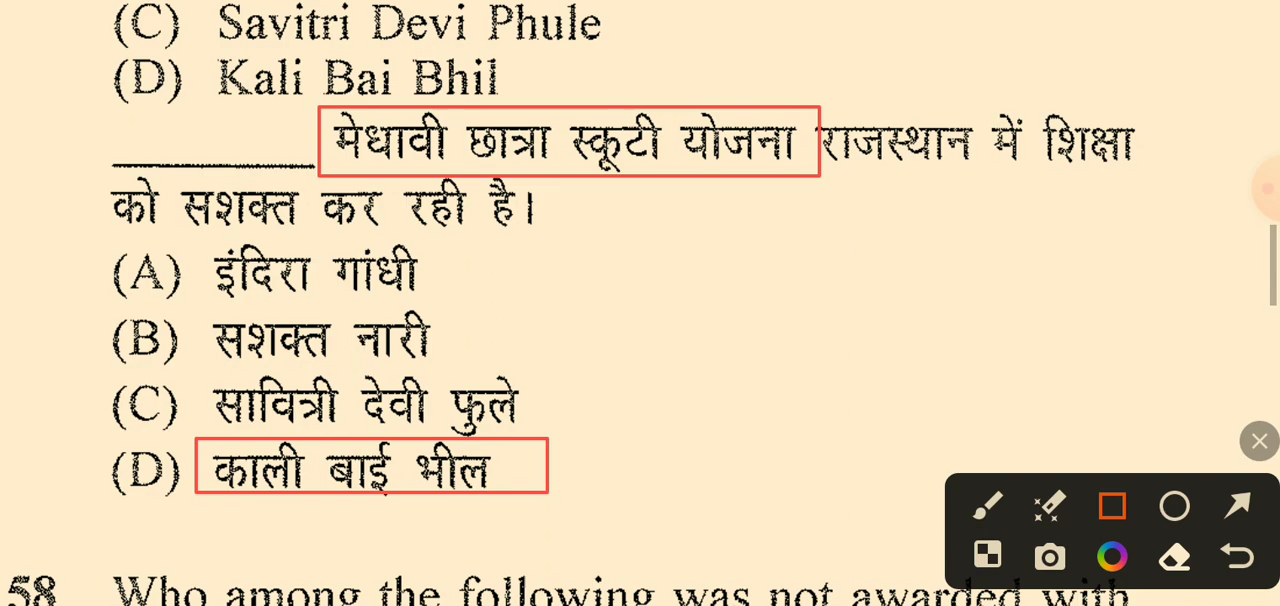 (C) Savitri Devi Phule
(D) Kali Bai Bhil
__________ मेधावी छात्रा स्कूटी योजना राजस्थान में शिक्षा
को सशक्त कर रही है।
(A) इंदिरा गांधी
(B) सशक्त नारी
(C) सावित्री देवी फुले
(D) काली बाई भील
58 Who among the following was not awarded with